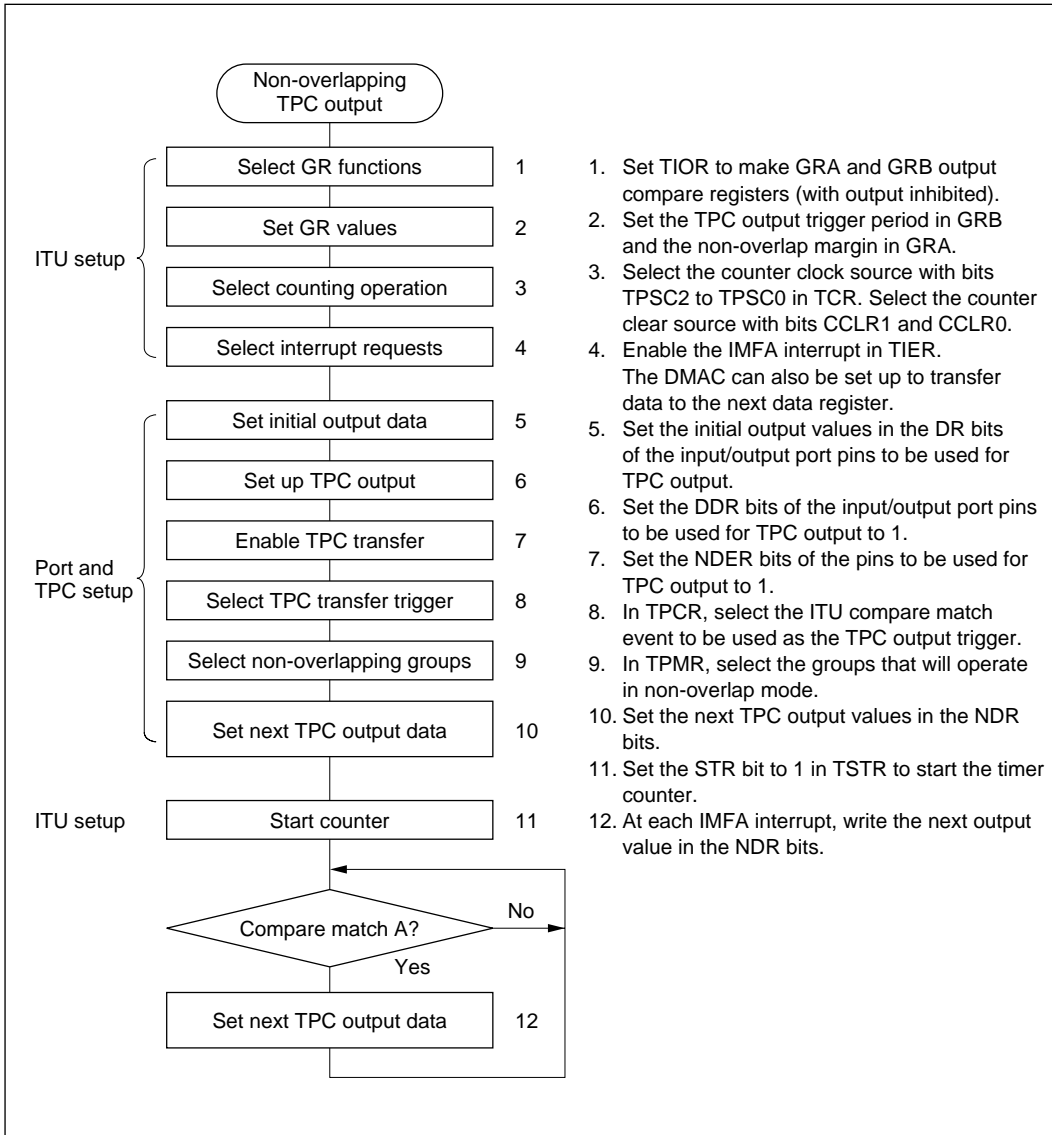 Non-overlapping
TPC output
ITU setup
Select GR functions 1
Set GR values 2
Select counting operation 3
Select interrupt requests 4
Port and
TPC setup
Set initial output data 5
Set up TPC output 6
Enable TPC transfer 7
Select TPC transfer trigger 8
Select non-overlapping groups 9
Set next TPC output data 10
ITU setup
Start counter 11
Compare match A?
No
Yes
Set next TPC output data 12
1. Set TIOR to make GRA and GRB output
compare registers (with output inhibited).
2. Set the TPC output trigger period in GRB
and the non-overlap margin in GRA.
3. Select the counter clock source with bits
TPSC2 to TPSC0 in TCR. Select the counter
clear source with bits CCLR1 and CCLR0.
4. Enable the IMFA interrupt in TIER.
The DMAC can also be set up to transfer
data to the next data register.
5. Set the initial output values in the DR bits
of the input/output port pins to be used for
TPC output.
6. Set the DDR bits of the input/output port pins
to be used for TPC output to 1.
7. Set the NDER bits of the pins to be used for
TPC output to 1.
8. In TPCR, select the ITU compare match
event to be used as the TPC output trigger.
9. In TPMR, select the groups that will operate
in non-overlap mode.
10. Set the next TPC output values in the NDR
bits.
11. Set the STR bit to 1 in TSTR to start the timer
counter.
12. At each IMFA interrupt, write the next output
value in the NDR bits.